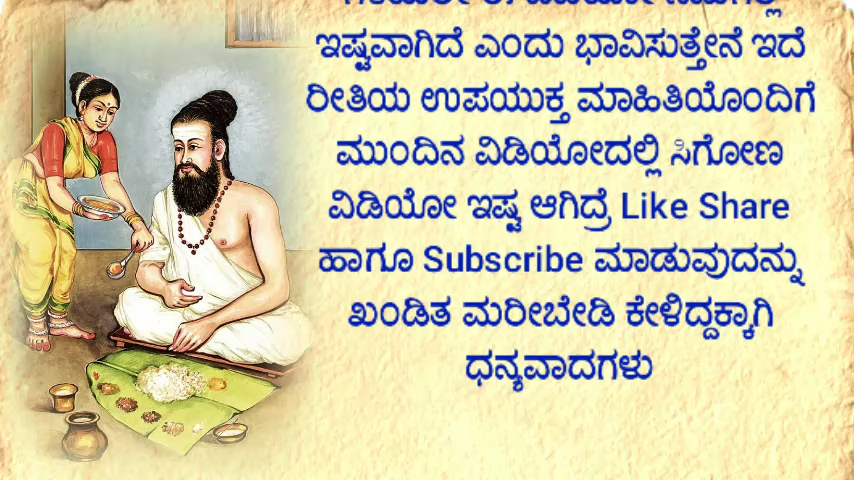 ಇಷ್ಟವಾಗಿದೆ ಎಂದು ಭಾವಿಸುತ್ತೇನೆ ಇದೆ
ರೀತಿಯ ಉಪಯುಕ್ತ ಮಾಹಿತಿಯೊಂದಿಗೆ
ಮುಂದಿನ ವಿಡಿಯೋದಲ್ಲಿ ಸಿಗೋಣ
ವಿಡಿಯೋ ಇಷ್ಟ ಆಗಿದ್ರೆ Like Share
ಹಾಗೂ Subscribe ಮಾಡುವುದನ್ನು
ಖಂಡಿತ ಮರೀಬೇಡಿ ಕೇಳಿದ್ದಕ್ಕಾಗಿ
ಧನ್ಯವಾದಗಳು